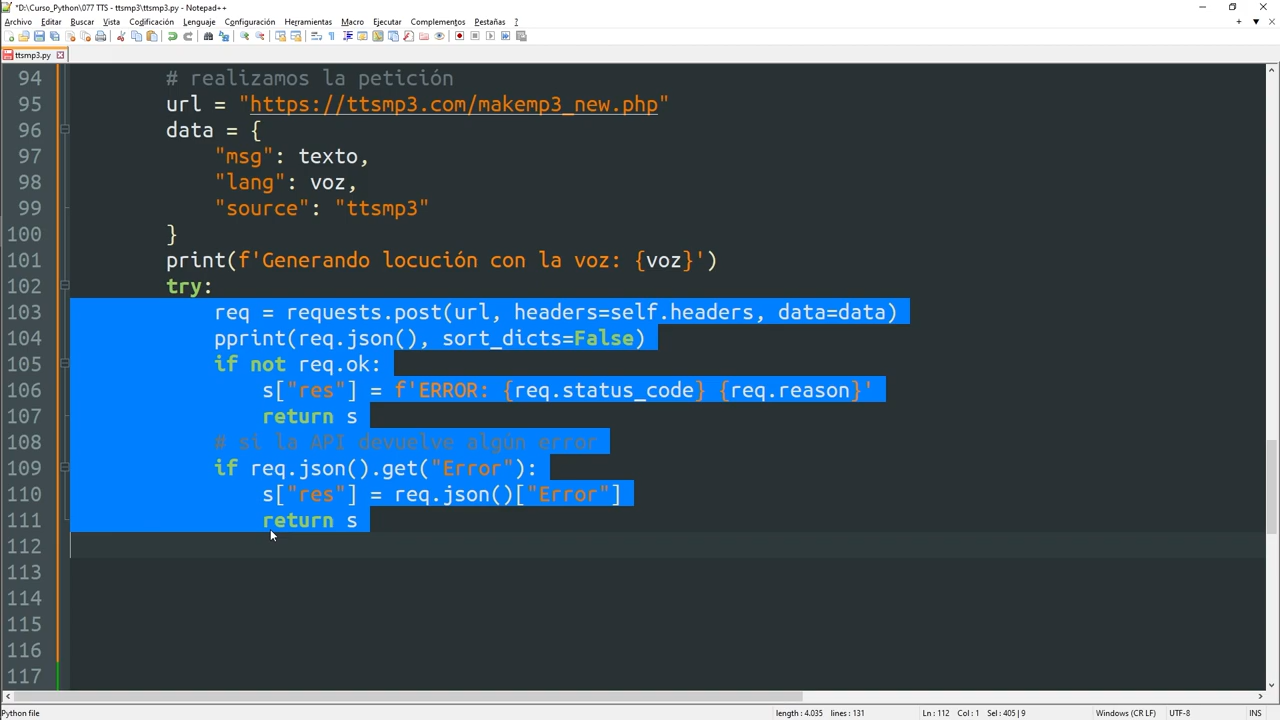 *D:\Curso_Python\077 TTS - ttsmp3\ttsmp3.py - Notepad++
Archivo Editar Buscar Vista Codificación Lenguaje Configuración Herramientas Macro Ejecutar Complementos Pestañas ?
ttsmp3.py
94 # realizamos la petición
95 url = "https://ttsmp3.com/makemp3_new.php"
96 data = {
97 "msg": texto,
98 "lang": voz,
99 "source": "ttsmp3"
100 }
101 print(f'Generando locución con la voz: {voz}')
102 try:
103 req = requests.post(url, headers=self.headers, data=data)
104 pprint(req.json(), sort_dicts=False)
105 if not req.ok:
106 s["res"] = f'ERROR: {req.status_code} {req.reason}'
107 return s
108 # si la API devuelve algún error
109 if req.json().get("Error"):
110 s["res"] = req.json()["Error"]
111 return s
112
113
114
115
116
117
Python file length : 4.035 lines : 131 Ln : 112 Col : 1 Sel : 405 | 9 Windows (CR LF) UTF-8 INS